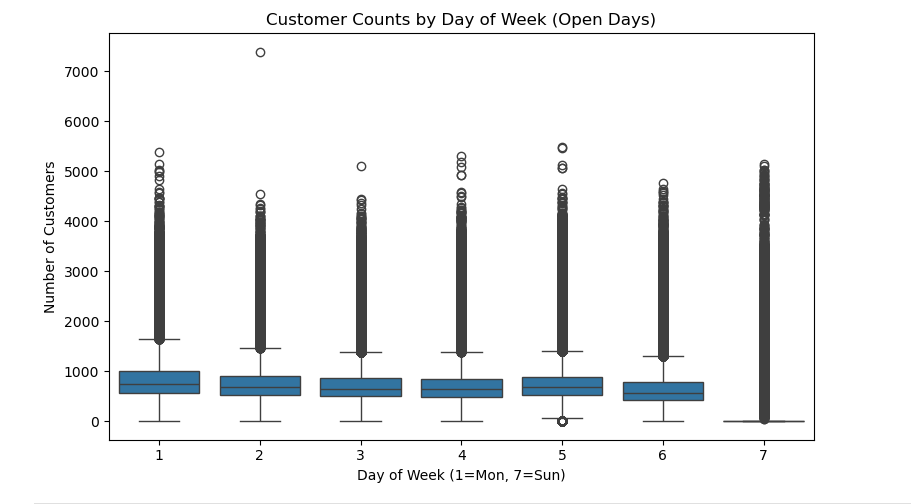 Customer Counts by Day of Week (Open Days)
7000
6000
5000
4000
3000
2000
1000
0
Number of Customers
1 2 3 4 5 6 7
Day of Week (1=Mon, 7=Sun)